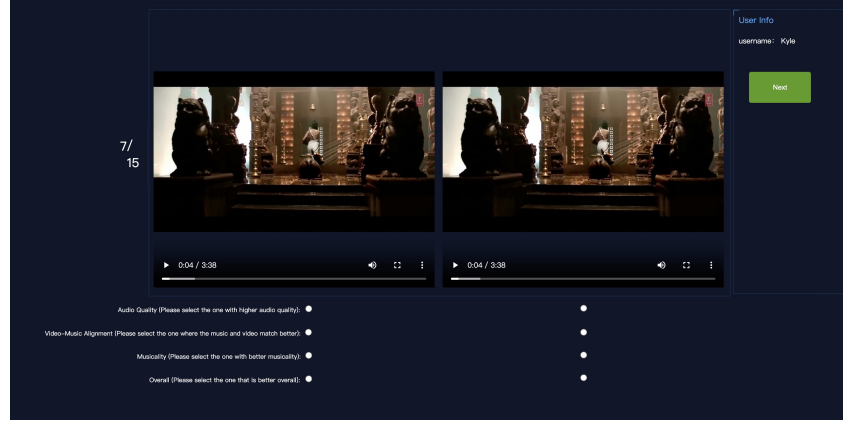 User Info
username： Kyle
Next
7/
15
0:04 / 3:38
0:04 / 3:38
Audio Quality (Please select the one with higher audio quality):
Video-Music Alignment (Please select the one where the music and video match better):
Musicality (Please select the one with better musicality):
Overall (Please select the one that is better overall):